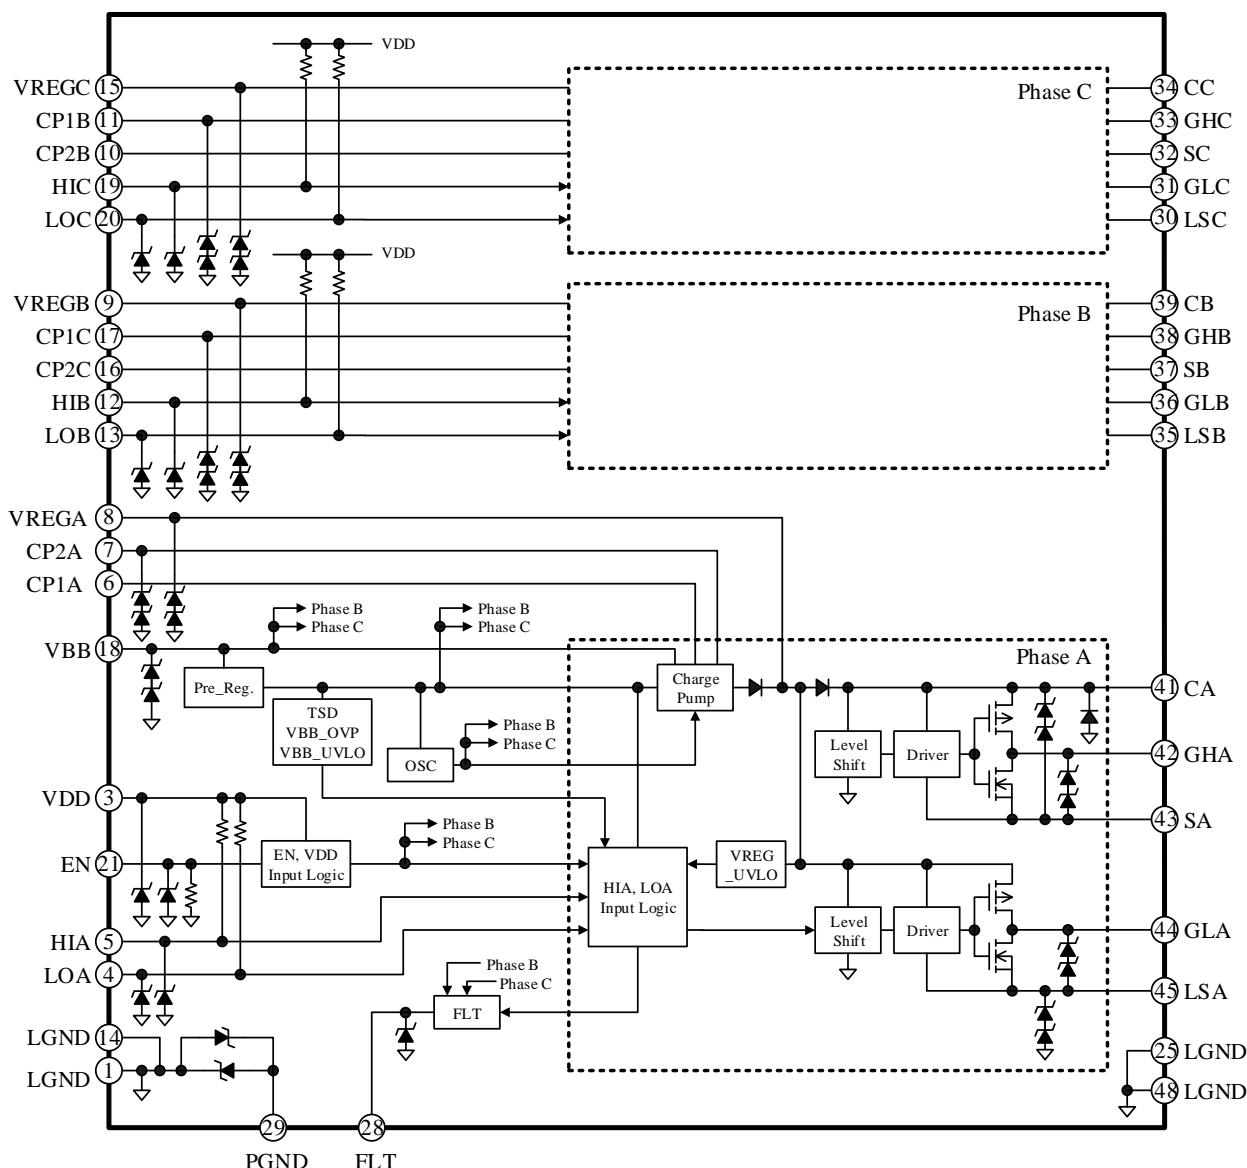 VDD
VREGC 15
CP1B 11
CP2B 10
HIC 19
LOC 20
Phase C
34 CC
33 GHC
32 SC
31 GLC
30 LSC
VDD
VREGB 9
CP1C 17
CP2C 16
HIB 12
LOB 13
Phase B
39 CB
38 GHB
37 SB
36 GLB
35 LSB
VREGA 8
CP2A 7
CP1A 6
VBB 18
Phase B
Phase C
Phase B
Phase C
Phase A
Pre_Reg.
TSD
VBB_OVP
VBB_UVLO
OSC
Phase B
Phase C
Charge
Pump
Level
Shift
Driver
41 CA
42 GHA
43 SA
VDD 3
EN 21
EN, VDD
Input Logic
Phase B
Phase C
HIA, LOA
Input Logic
VREG
_UVLO
Level
Shift
Driver
44 GLA
45 LSA
HIA 5
LOA 4
Phase B
Phase C
FLT
LGND 14
LGND 1
25 LGND
48 LGND
29
PGND
28
FLT